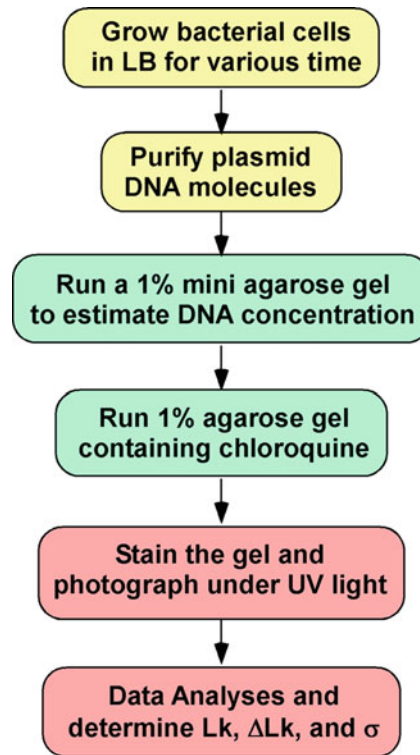 Grow bacterial cells
in LB for various time
Purify plasmid
DNA molecules
Run a 1% mini agarose gel
to estimate DNA concentration
Run 1% agarose gel
containing chloroquine
Stain the gel and
photograph under UV light
Data Analyses and
determine Lk, ΔLk, and σ